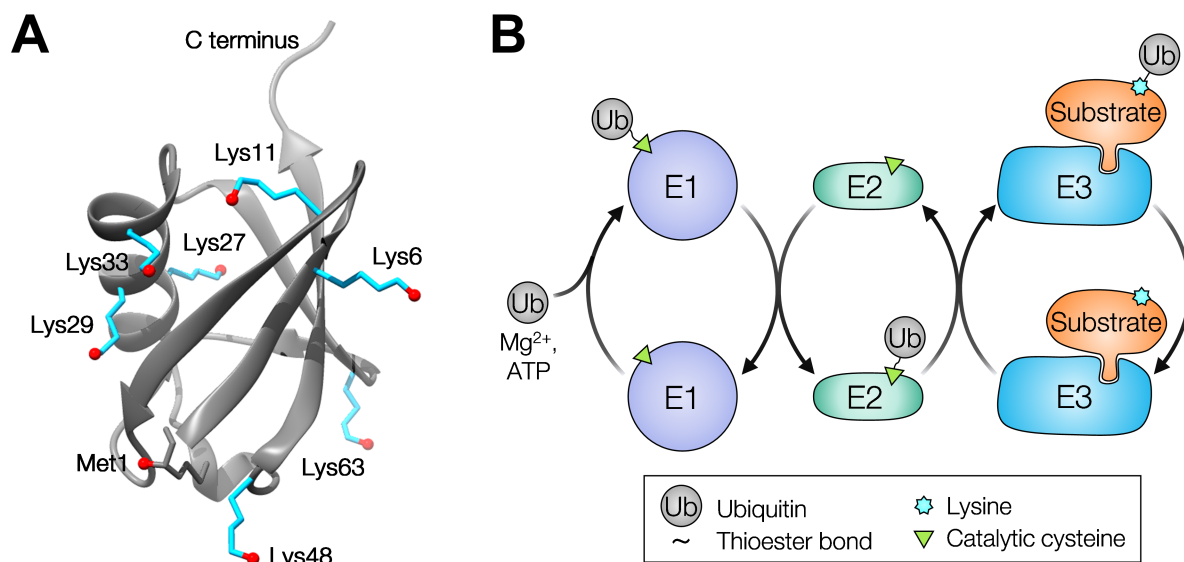 A
C terminus
Lys11
Lys27
Lys33
Lys6
Lys29
Met1
Lys63
Lys48
B
Ub
Substrate
Ub
E1
E2
E3
Ub
Mg²⁺,
ATP
Ub
Substrate
E1
E2
E3
Ub Ubiquitin
Lysine
~ Thioester bond
Catalytic cysteine